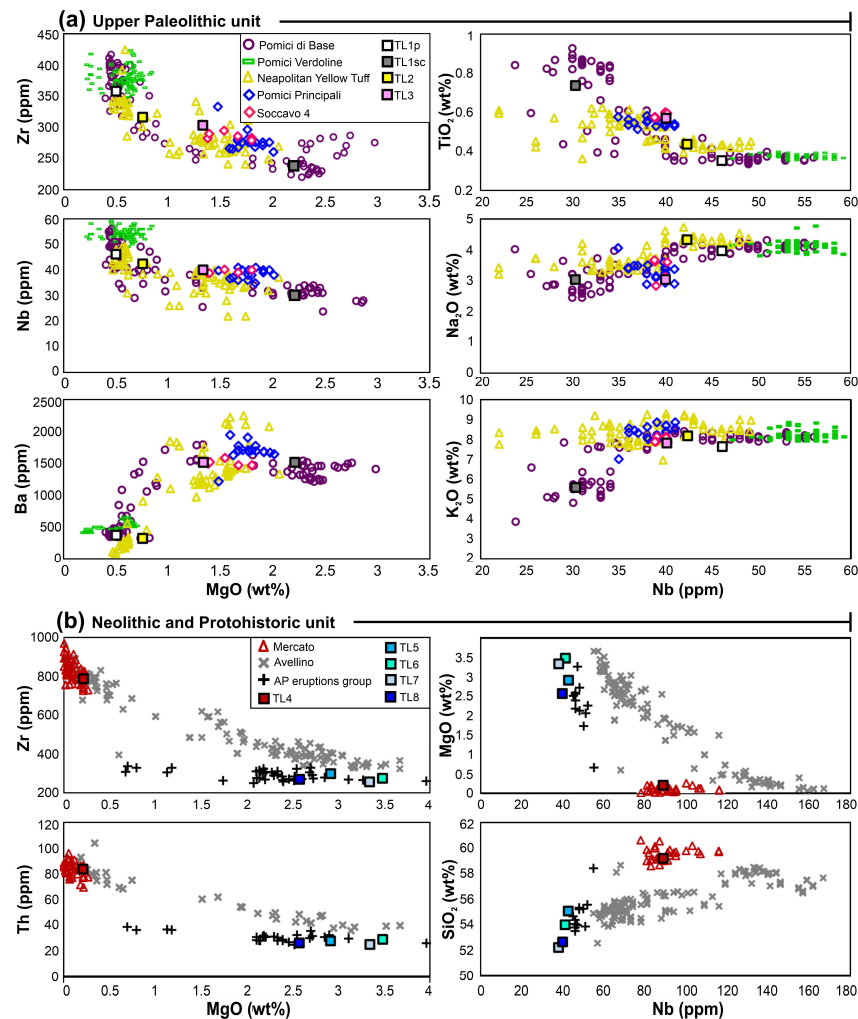 (a) Upper Paleolithic unit
Zr (ppm)
450
400
350
300
250
200
0 0.5 1 1.5 2 2.5 3 3.5
Pomici di Base
Pomici Verdoline
Neapolitan Yellow Tuff
Pomici Principali
Soccavo 4
TL1p
TL1sc
TL2
TL3
TiO2 (wt%)
1.0
0.8
0.6
0.4
0.2
20 25 30 35 40 45 50 55 60
Nb (ppm)
60
50
40
30
20
10
0
0 0.5 1 1.5 2 2.5 3 3.5
Na2O (wt%)
5
4
3
2
1
0
20 25 30 35 40 45 50 55 60
Ba (ppm)
2500
2000
1500
1000
500
0
0 0.5 1 1.5 2 2.5 3 3.5
MgO (wt%)
K2O (wt%)
10
9
8
7
6
5
4
3
2
20 25 30 35 40 45 50 55 60
Nb (ppm)
(b) Neolithic and Protohistoric unit
Zr (ppm)
1000
800
600
400
200
0 0.5 1 1.5 2 2.5 3 3.5 4
Mercato
Avellino
AP eruptions group
TL4
TL5
TL6
TL7
TL8
MgO (wt%)
3.5
3
2.5
2
1.5
1
0.5
0
0 20 40 60 80 100 120 140 160 180
Th (ppm)
120
100
80
60
40
20
0
0 0.5 1 1.5 2 2.5 3 3.5 4
MgO (wt%)
SiO2 (wt%)
62
60
58
56
54
52
50
0 20 40 60 80 100 120 140 160 180
Nb (ppm)